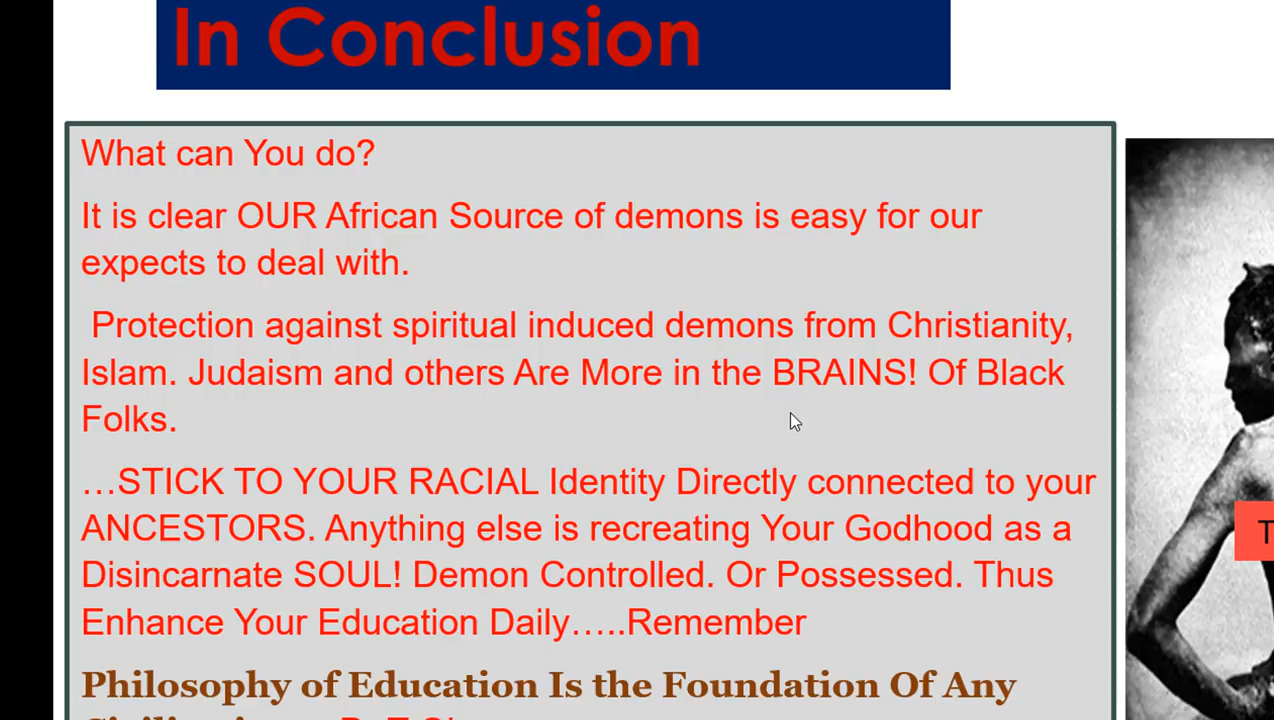 In Conclusion
What can You do?
It is clear OUR African Source of demons is easy for our
expects to deal with.
Protection against spiritual induced demons from Christianity,
Islam. Judaism and others Are More in the BRAINS! Of Black
Folks.
…STICK TO YOUR RACIAL Identity Directly connected to your
ANCESTORS. Anything else is recreating Your Godhood as a
Disincarnate SOUL! Demon Controlled. Or Possessed. Thus
Enhance Your Education Daily…..Remember
Philosophy of Education Is the Foundation Of Any